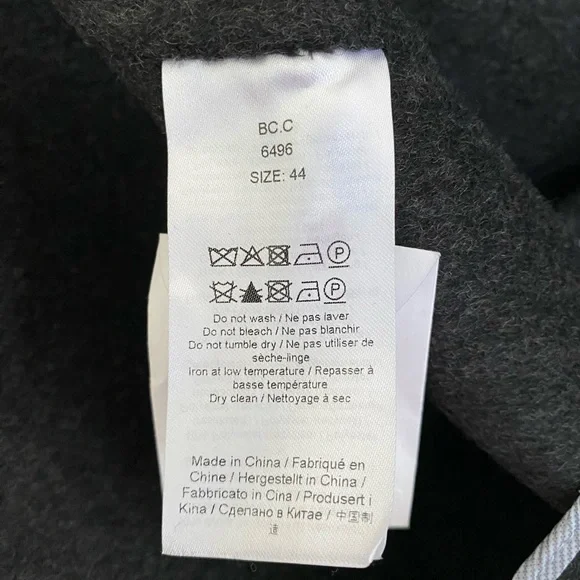 BC.C
6496
SIZE: 44
P
P
Do not wash / Ne pas laver
Do not bleach / Ne pas blanchir
Do not tumble dry / Ne pas utiliser de
sèche-linge
Iron at low temperature / Repasser à
basse température
Dry clean / Nettoyage à sec
Made in China / Fabriqué en
Chine / Hergestellt in China /
Fabbricato in Cina / Produsert i
Kina / Сделано в Китае / 中国制
造